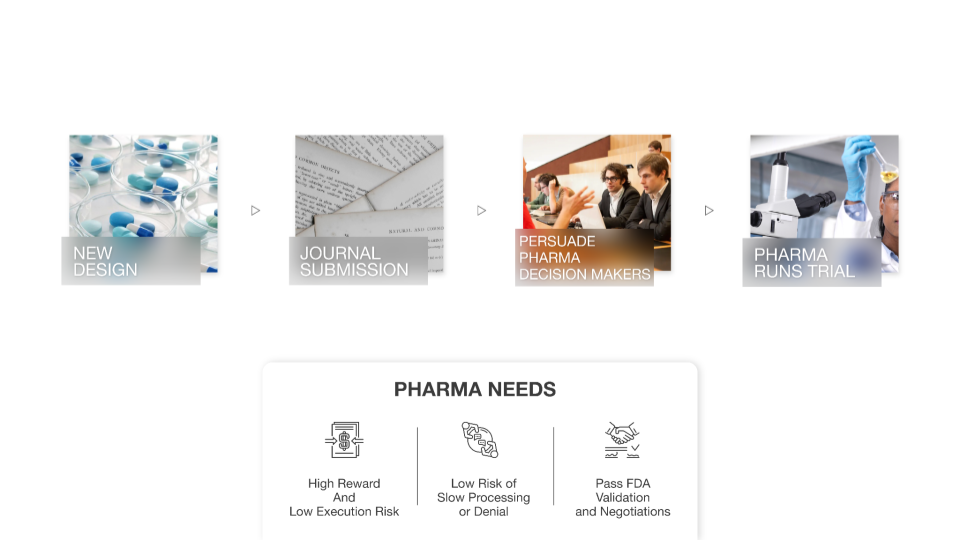 NEW
DESIGN
JOURNAL
SUBMISSION
PERSUADE
PHARMA
DECISION MAKERS
PHARMA
RUNS TRIAL
PHARMA NEEDS
High Reward
And
Low Execution Risk
Low Risk of
Slow Processing
or Denial
Pass FDA
Validation
and Negotiations